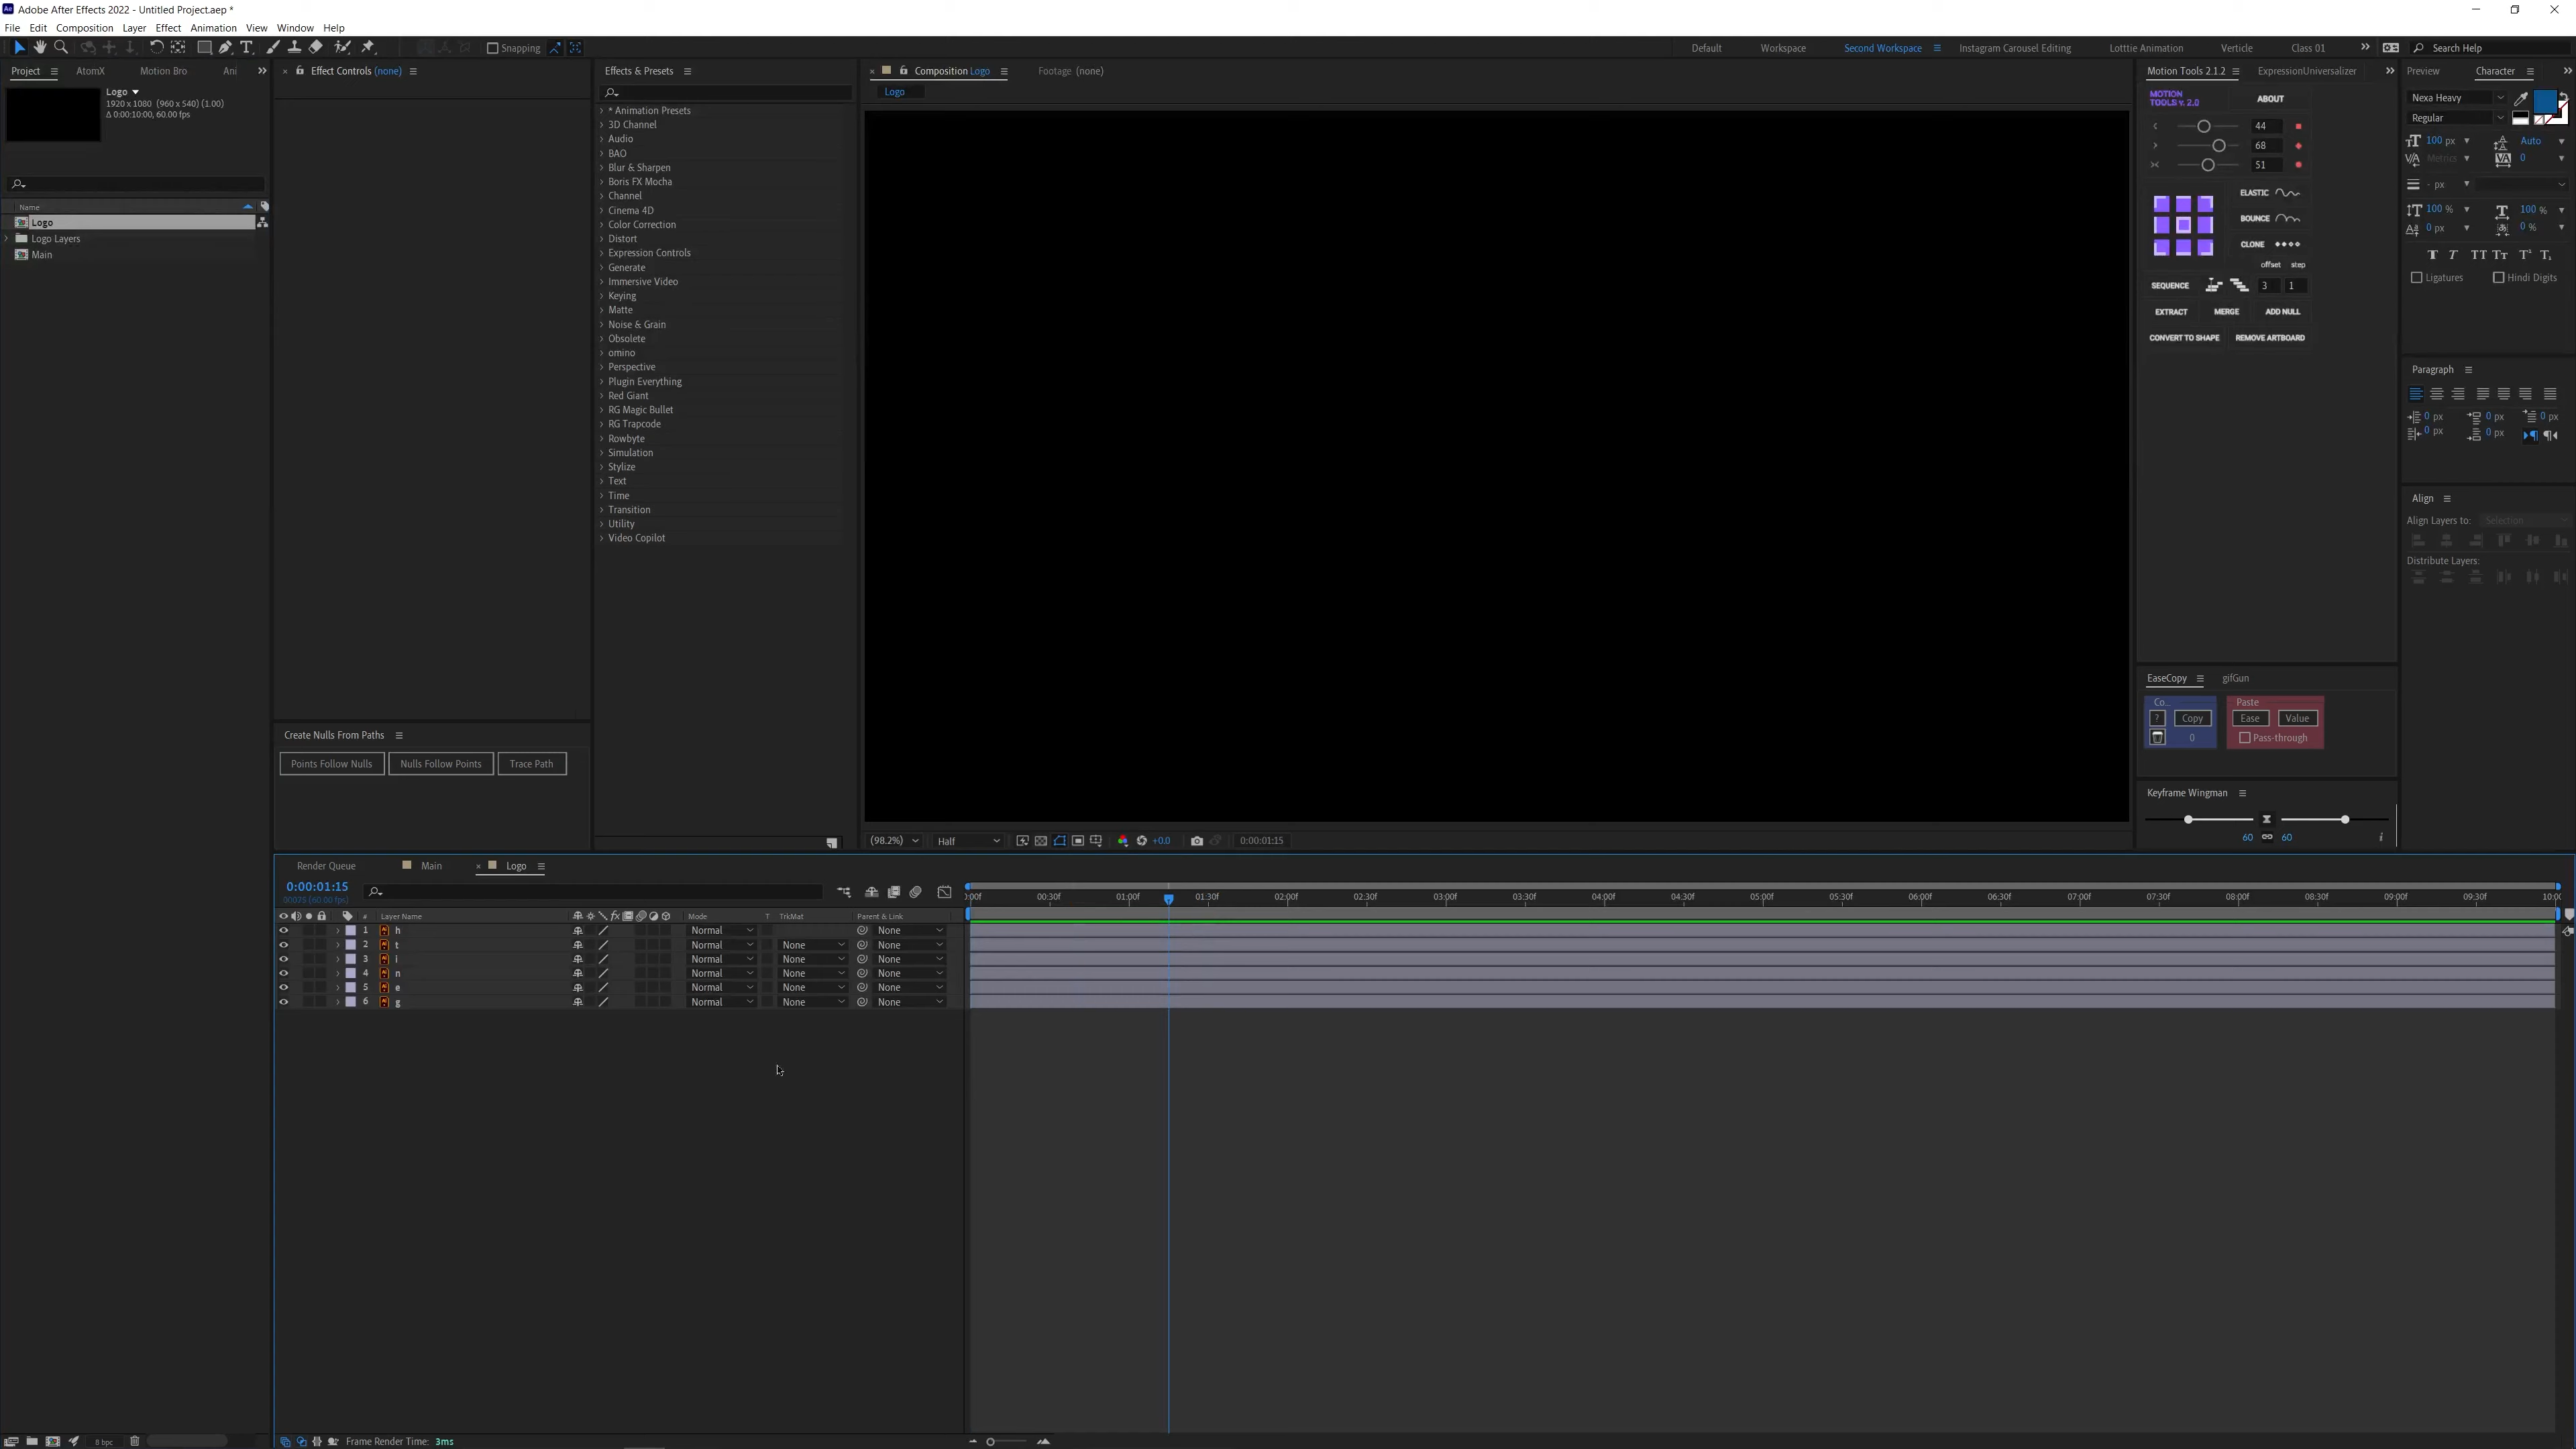 Adobe After Effects 2022 - Untitled Project.aep *
File Edit Composition Layer Effect Animation View Window Help
Snapping
Default Workspace Second Workspace Instagram Carousel Editing Lotttie Animation Verticle Class 01 Search Help
Project AtomX Motion Bro Ani
Logo
1920 x 1080 (960 x 540) (1.00)
Δ 0:00:10:00, 60.00 fps
Name
Logo
Logo Layers
Main
8 bpc
Effect Controls (none)
Create Nulls From Paths
Points Follow Nulls Nulls Follow Points Trace Path
Effects & Presets
* Animation Presets
3D Channel
Audio
BAO
Blur & Sharpen
Boris FX Mocha
Channel
Cinema 4D
Color Correction
Distort
Expression Controls
Generate
Immersive Video
Keying
Matte
Noise & Grain
Obsolete
omino
Perspective
Plugin Everything
Red Giant
RG Magic Bullet
RG Trapcode
Rowbyte
Simulation
Stylize
Text
Time
Transition
Utility
Video Copilot
Composition Logo Footage (none)
Logo
(98.2%) Half +0.0 0:00:01:15
Motion Tools 2.1.2 ExpressionUniversalizer
MOTION
TOOLS v. 2.0
ABOUT
44
68
51
ELASTIC
BOUNCE
CLONE
offset step
SEQUENCE 3 1
EXTRACT MERGE ADD NULL
CONVERT TO SHAPE REMOVE ARTBOARD
EaseCopy gifGun
Co... Paste
? Copy Ease Value
0 Pass-through
Keyframe Wingman
60 60 i
Preview Character
Nexa Heavy
Regular
100 px Auto
Metrics 0
- px
100 % 100 %
0 px 0 %
Ligatures Hindi Digits
Paragraph
0 px 0 px 0 px
0 px 0 px
Align
Align Layers to: Selection
Distribute Layers:
Render Queue Main Logo
0:00:01:15
00075 (60.00 fps)
:00f 00:30f 01:00f 01:30f 02:00f 02:30f 03:00f 03:30f 04:00f 04:30f 05:00f 05:30f 06:00f 06:30f 07:00f 07:30f 08:00f 08:30f 09:00f 09:30f 10:00
# Layer Name Mode T TrkMat Parent & Link
1 h Normal None
2 t Normal None None
3 i Normal None None
4 n Normal None None
5 e Normal None None
6 g Normal None None
Frame Render Time: 3ms